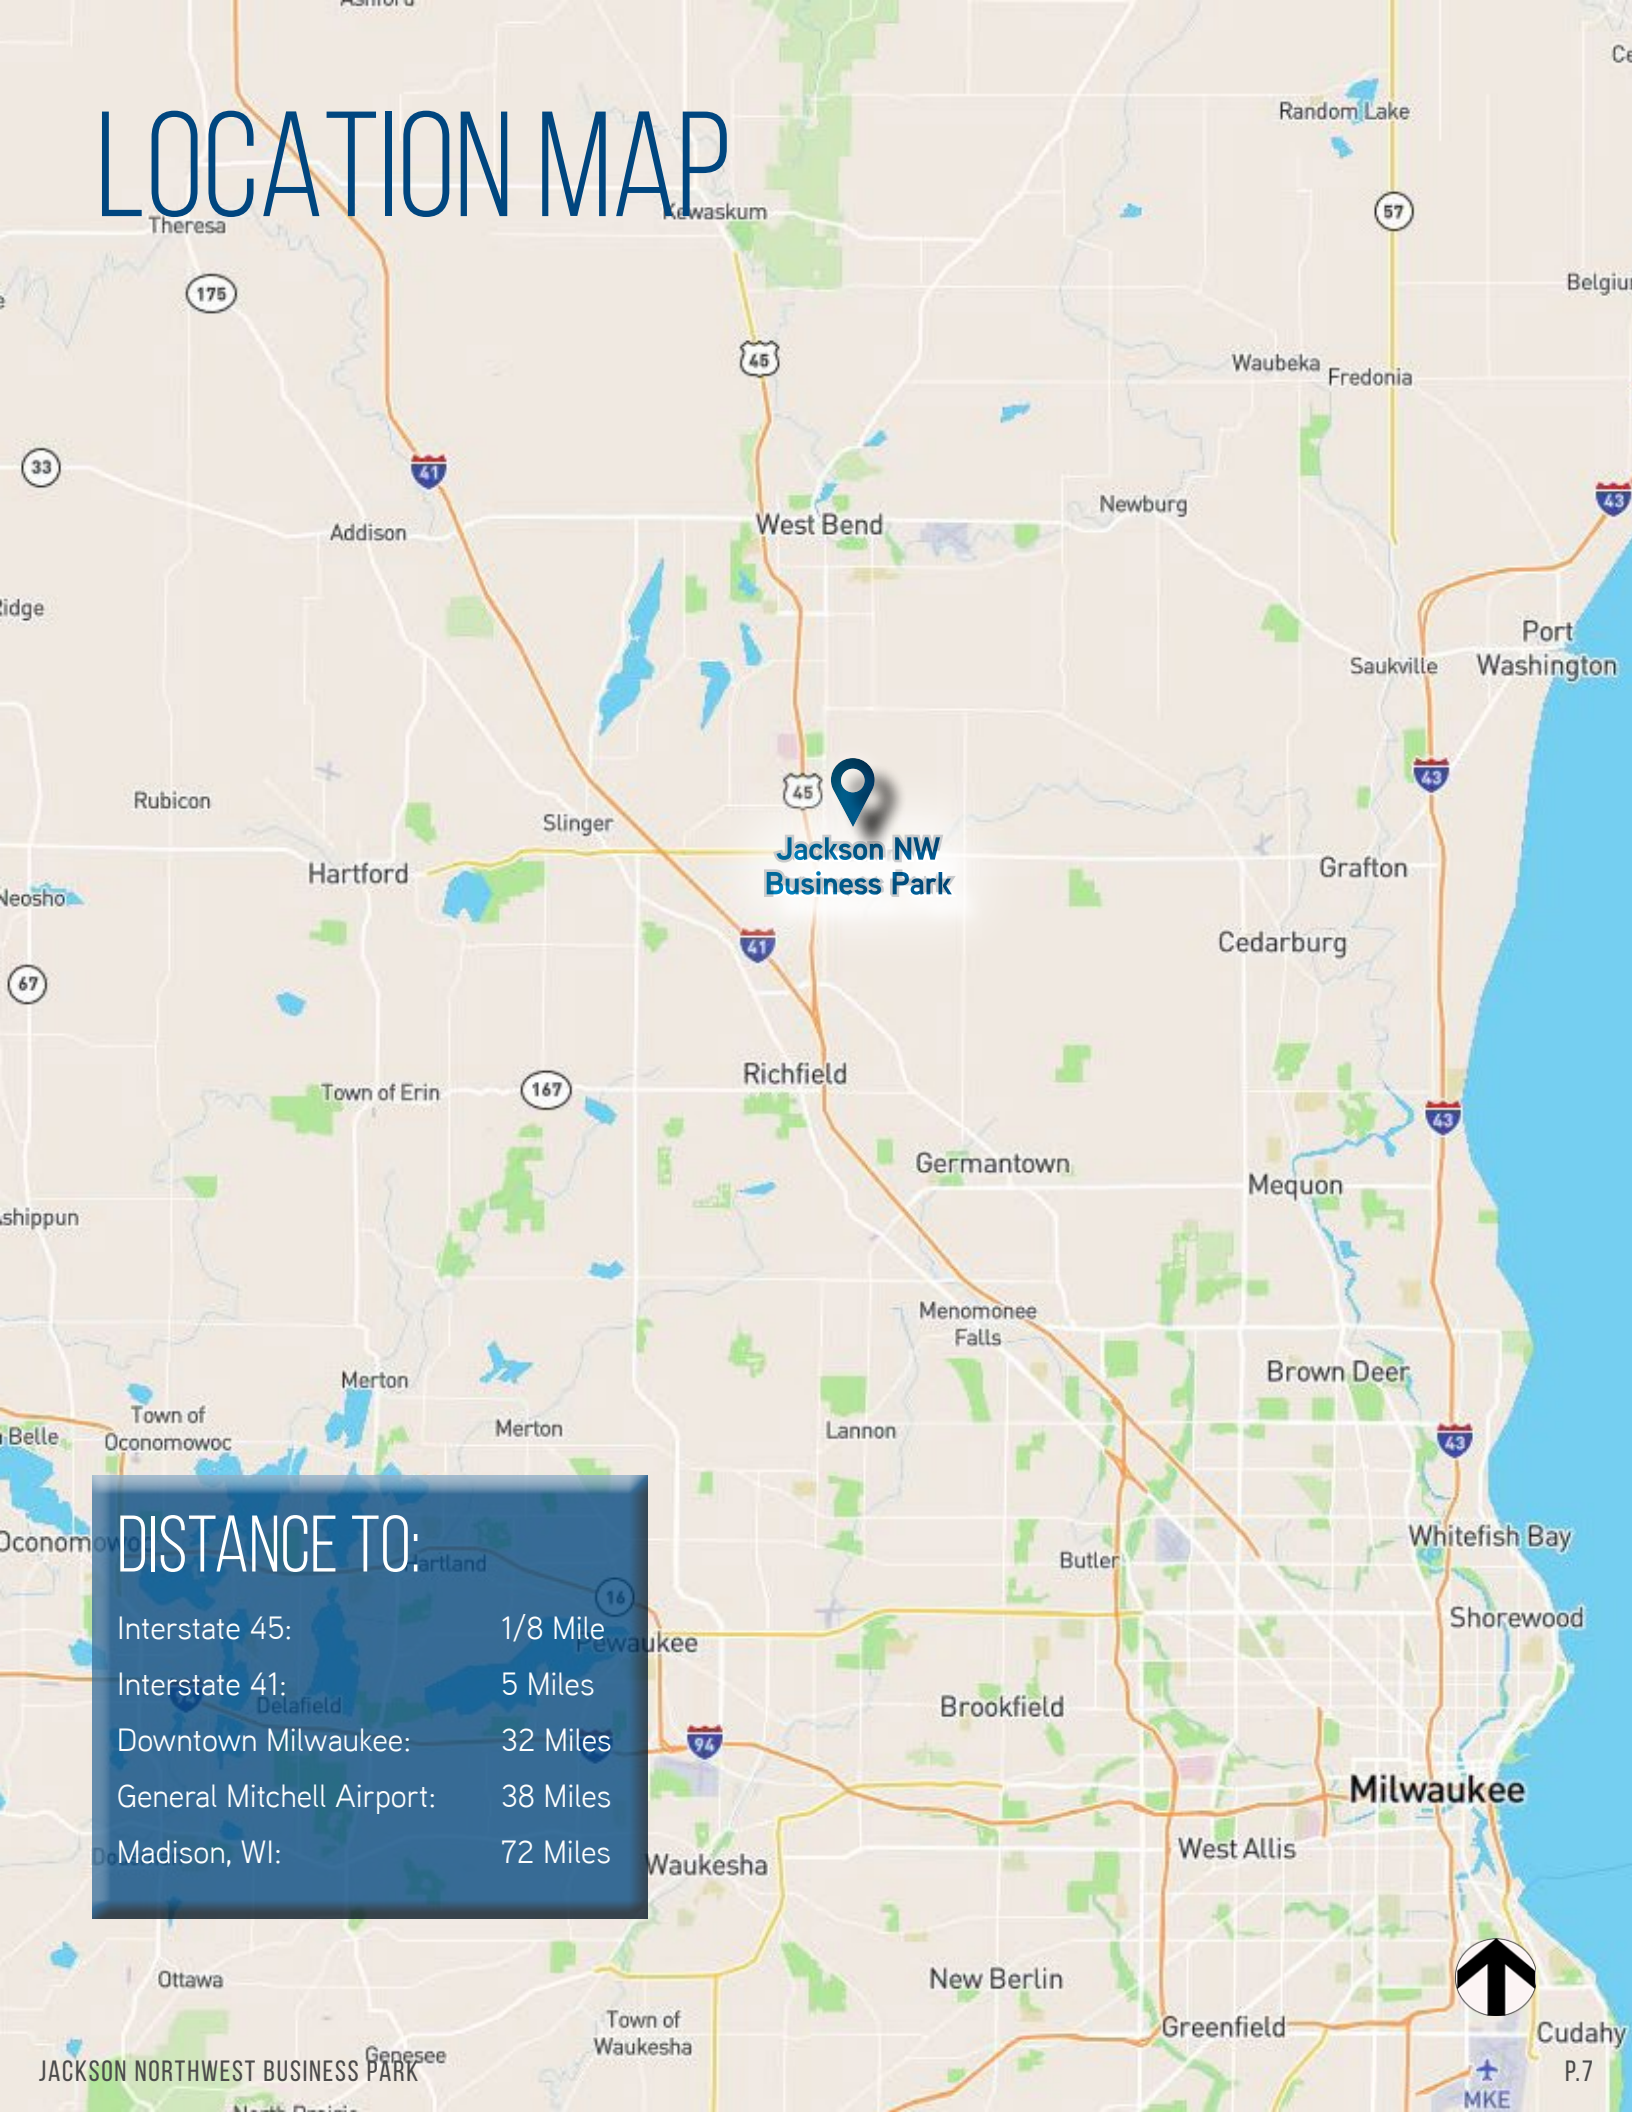 LOCATION MAP
Random Lake
Kewaskum
57
Theresa
175
45
Waubeka
Fredonia
33
41
43
Newburg
West Bend
Addison
Port
Washington
Saukville
43
45
Rubicon
Slinger
Jackson NW
Business Park
Hartford
Grafton
Neosho
41
Cedarburg
67
Richfield
Town of Erin
167
43
Germantown
Mequon
Menomonee
Falls
Brown Deer
Merton
Town of
Oconomowoc
Merton
Lannon
43
Belle
DISTANCE TO:
Whitefish Bay
Butler
16
Shorewood
Interstate 45: 1/8 Mile
Pewaukee
Interstate 41: 5 Miles
Delafield
Brookfield
Downtown Milwaukee: 32 Miles
94
General Mitchell Airport: 38 Miles
Milwaukee
Madison, WI: 72 Miles
West Allis
Waukesha
Ottawa
New Berlin
Town of
Waukesha
Greenfield
Cudahy
Genesee
JACKSON NORTHWEST BUSINESS PARK
P.7
MKE